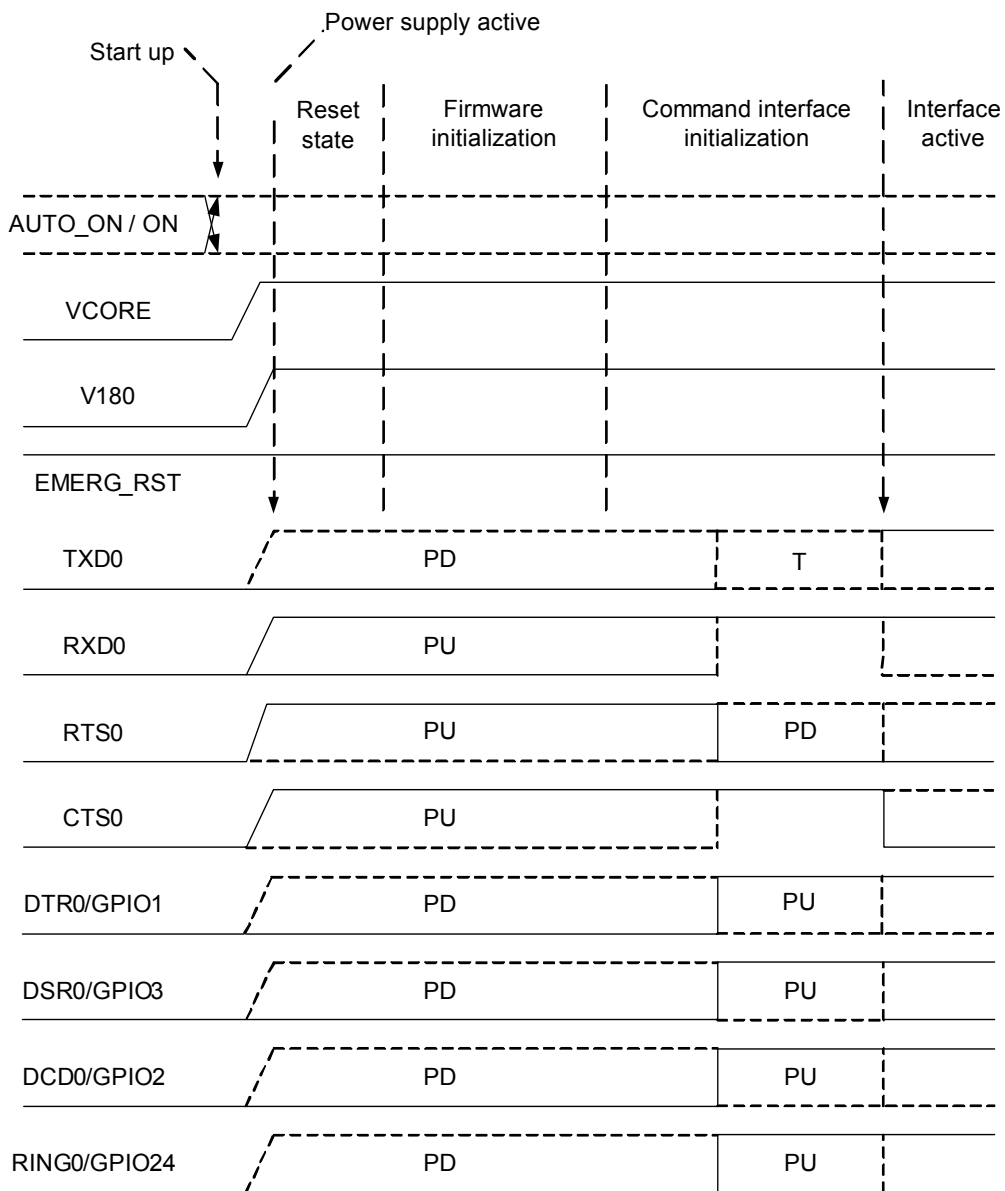 Power supply active
Start up
Reset
state
Firmware
initialization
Command interface
initialization
Interface
active
AUTO_ON / ON
VCORE
V180
EMERG_RST
TXD0
PD
T
RXD0
PU
RTS0
PU
PD
CTS0
PU
DTR0/GPIO1
PD
PU
DSR0/GPIO3
PD
PU
DCD0/GPIO2
PD
PU
RING0/GPIO24
PD
PU